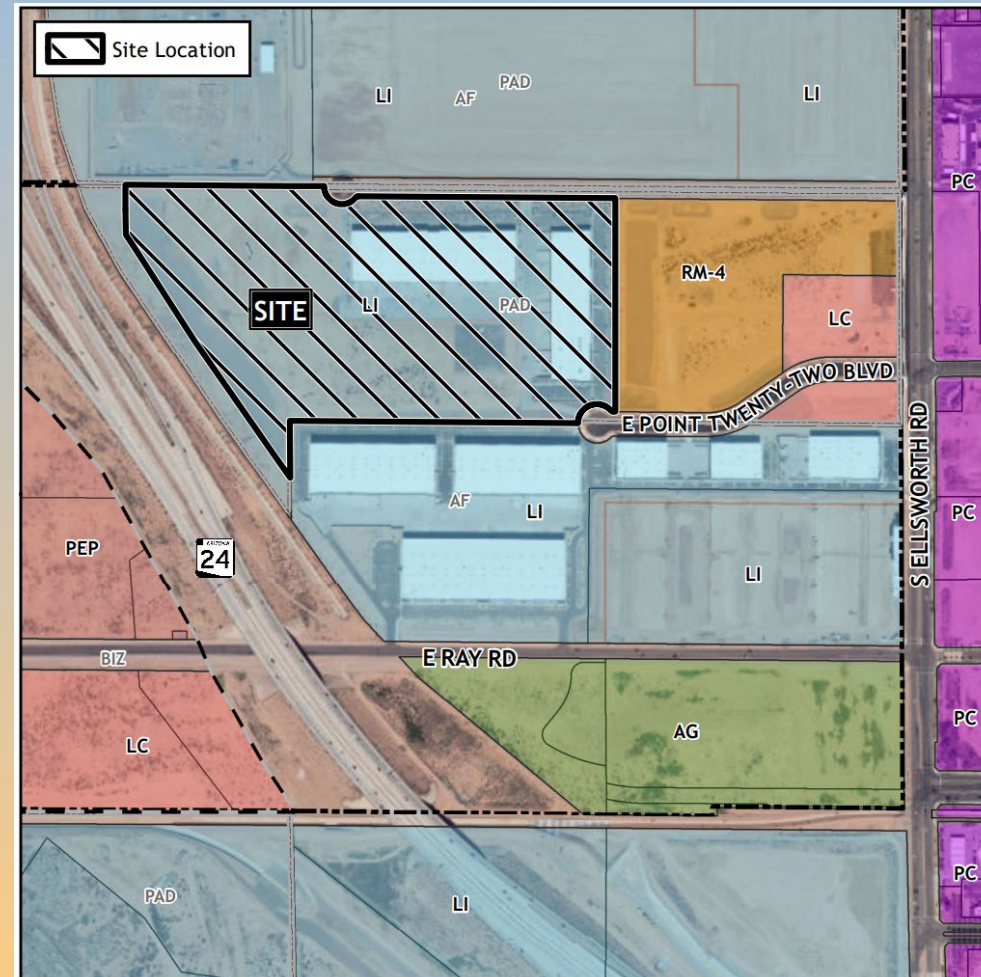 Site Location
LI
AF
PAD
LI
PC
RM-4
SITE
LI
PAD
LC
E POINT TWENTY-TWO BLVD
S ELLSWORTH RD
AF
LI
PC
PEP
ARIZONA
24
LI
BIZ
E RAY RD
LC
AG
PC
PAD
LI
PC